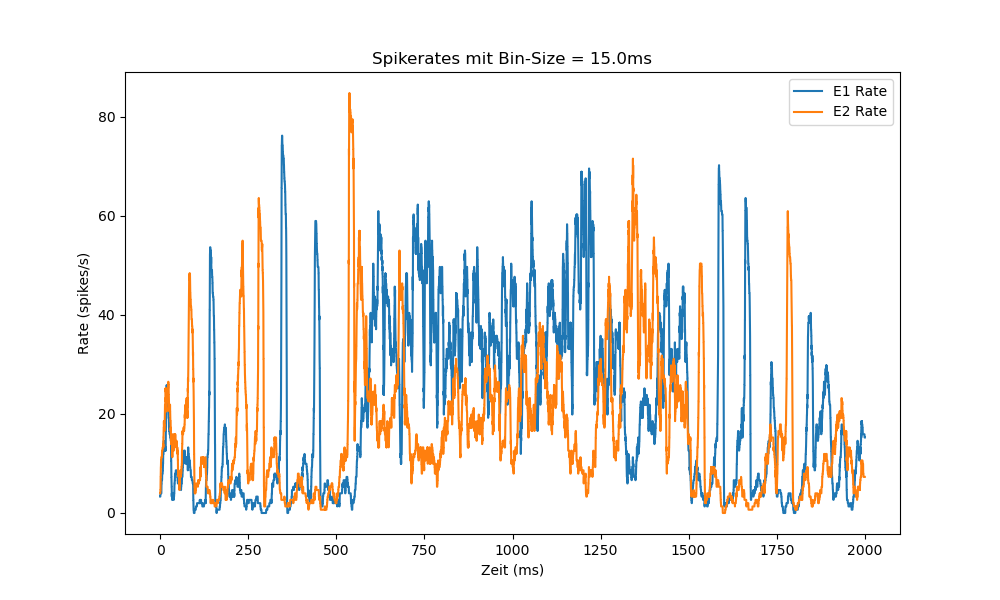 Spikerates mit Bin-Size = 15.0ms
E1 Rate
E2 Rate
Rate (spikes/s)
80
60
40
20
0
0 250 500 750 1000 1250 1500 1750 2000
Zeit (ms)